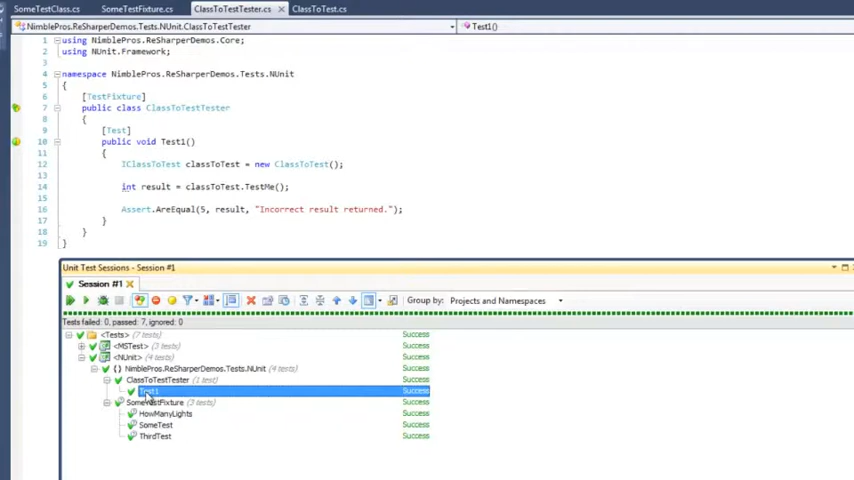 SomeTestClass.cs SomeTestFixture.cs ClassToTestTester.cs ClassToTest.cs
NimblePros.ReSharperDemos.Tests.NUnit.ClassToTestTester Test1()
1 using NimblePros.ReSharperDemos.Core;
2 using NUnit.Framework;
3
4 namespace NimblePros.ReSharperDemos.Tests.NUnit
5 {
6 [TestFixture]
7 public class ClassToTestTester
8 {
9 [Test]
10 public void Test1()
11 {
12 IClassToTest classToTest = new ClassToTest();
13
14 int result = classToTest.TestMe();
15
16 Assert.AreEqual(5, result, "Incorrect result returned.");
17 }
18 }
19 }
Unit Test Sessions - Session #1
Session #1
Group by: Projects and Namespaces
Tests failed: 0, passed: 7, ignored: 0
<Tests> (7 tests) Success
<MSTest> (3 tests) Success
<NUnit> (4 tests) Success
{} NimblePros.ReSharperDemos.Tests.NUnit (4 tests) Success
ClassToTestTester (1 test) Success
Test1 Success
SomeTestFixture (3 tests) Success
HowManyLights Success
SomeTest Success
ThirdTest Success